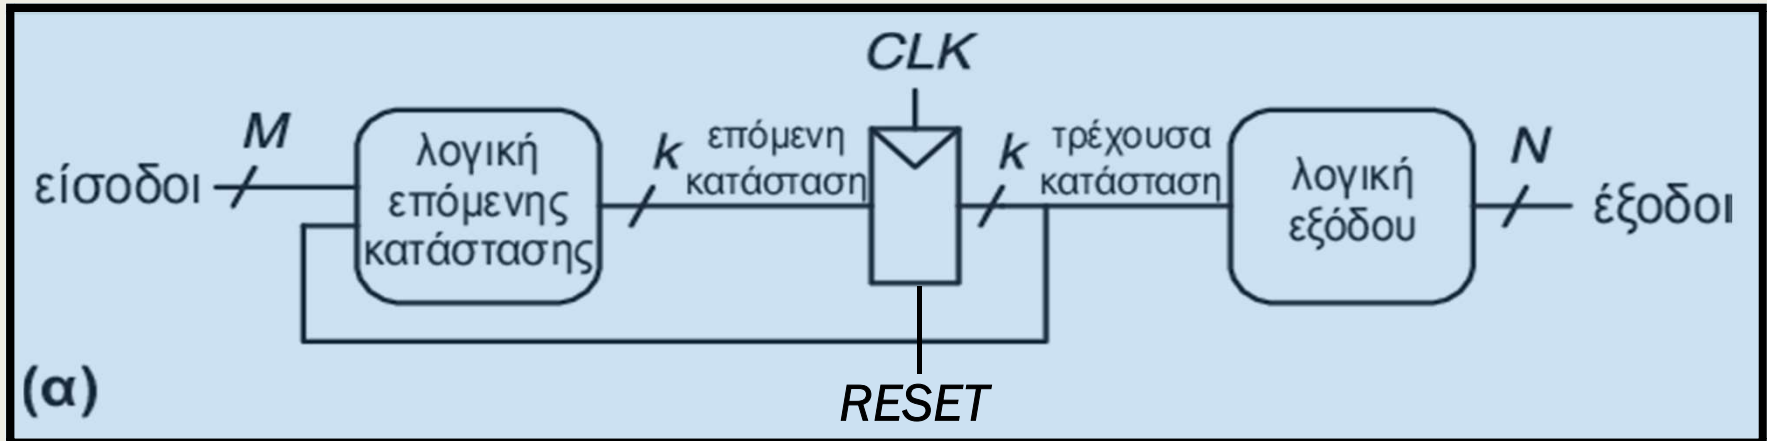 CLK
είσοδοι
M
λογική
επόμενης
κατάστασης
k
επόμενη
κατάσταση
k
τρέχουσα
κατάσταση
λογική
εξόδου
N
έξοδοι
(α)
RESET